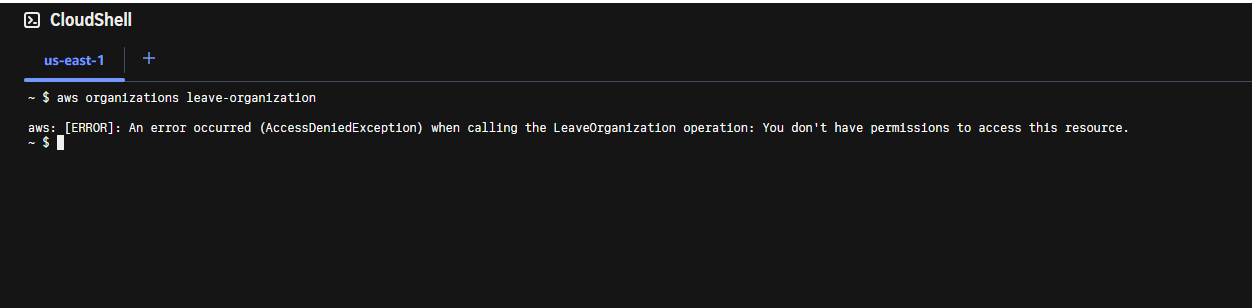 CloudShell
us-east-1
~ $ aws organizations leave-organization
aws: [ERROR]: An error occurred (AccessDeniedException) when calling the LeaveOrganization operation: You don't have permissions to access this resource.
~ $